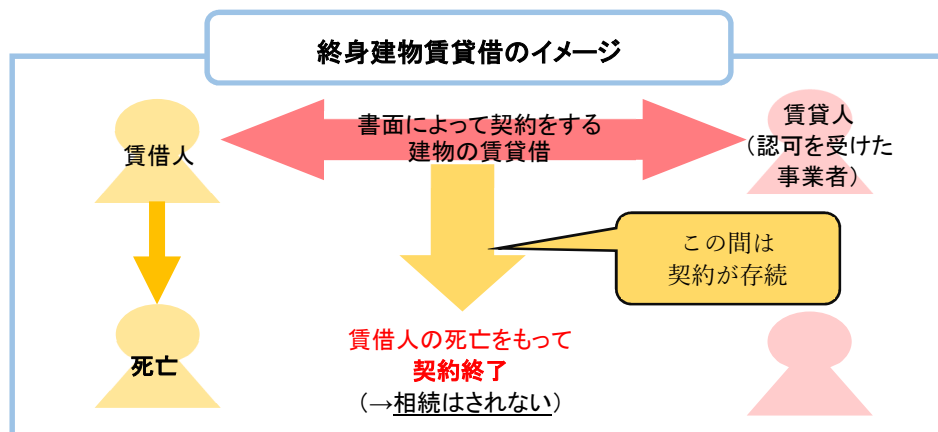 終身建物賃貸借のイメージ
賃借人
書面によって契約をする
建物の賃貸借
賃貸人
（認可を受けた
事業者）
この間は
契約が存続
死亡
賃借人の死亡をもって
契約終了
（→相続はされない）